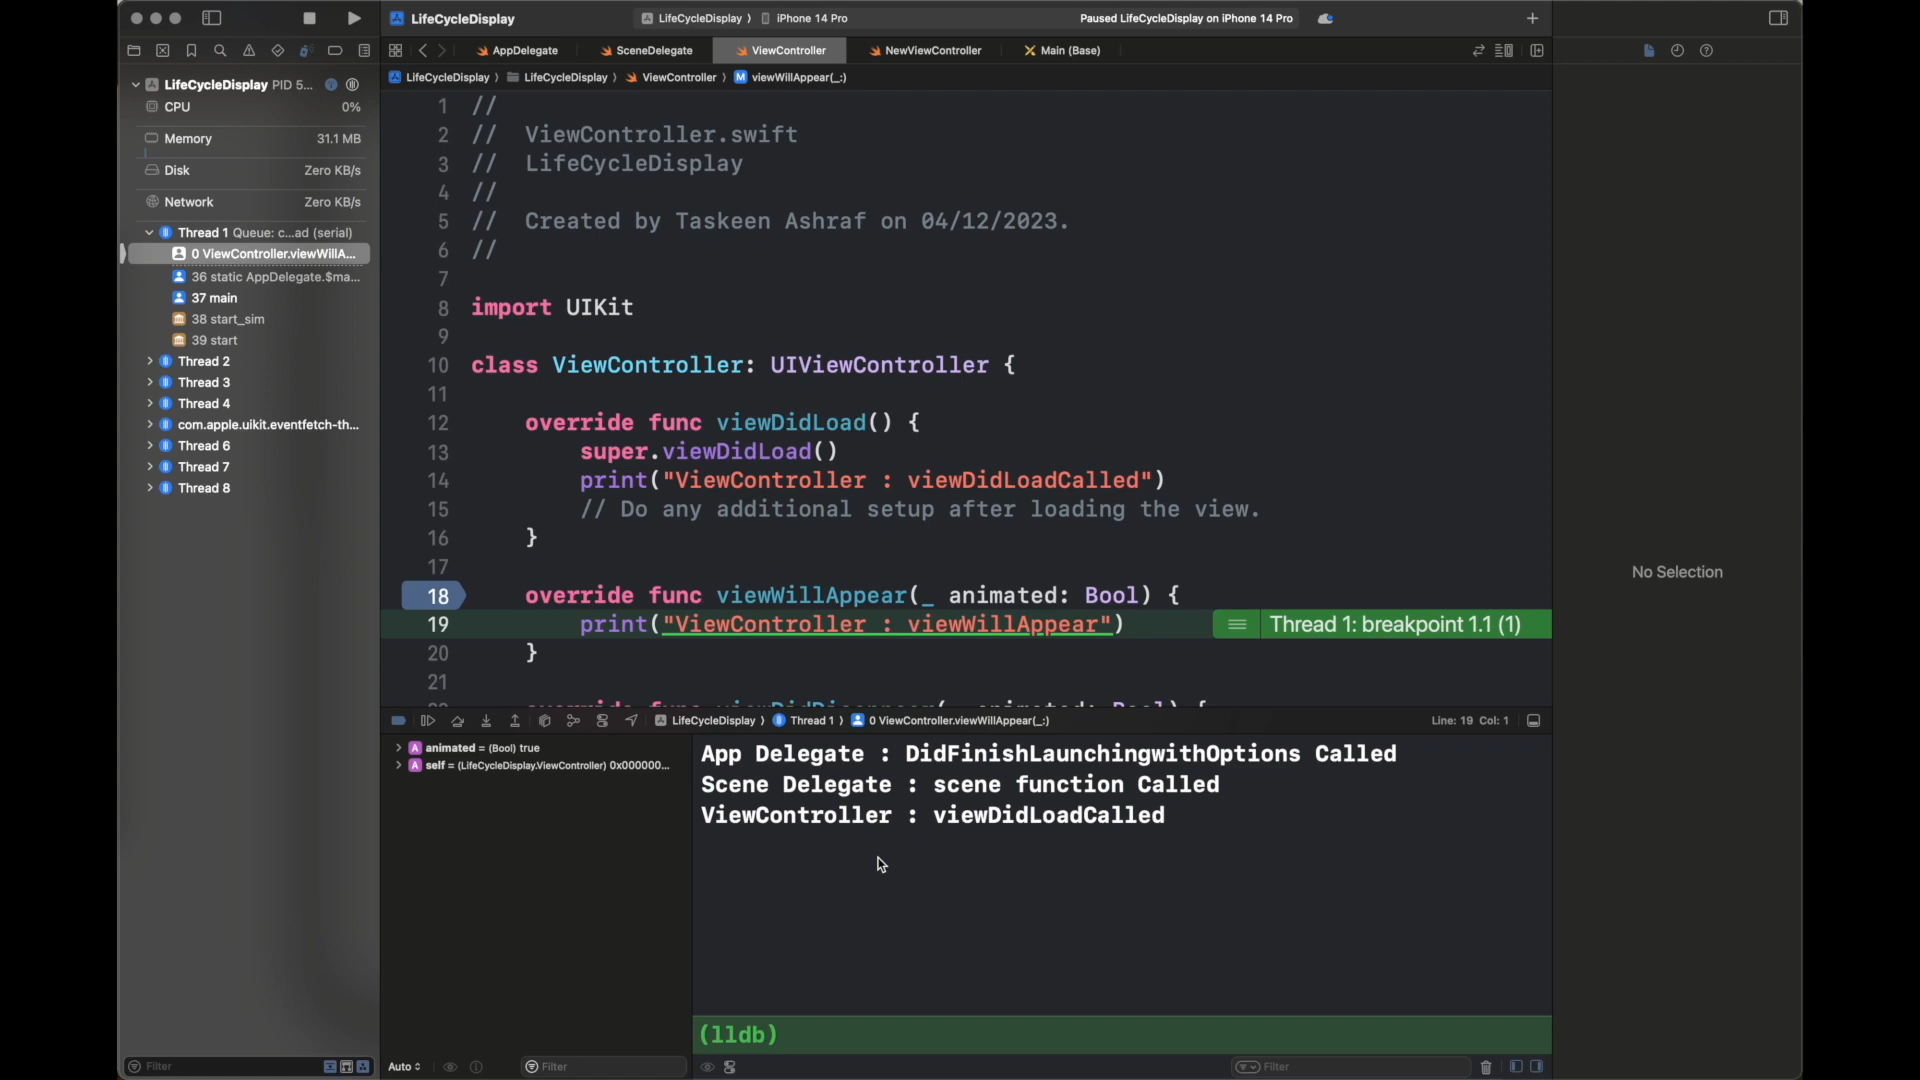 LifeCycleDisplay
LifeCycleDisplay 〉 iPhone 14 Pro
Paused LifeCycleDisplay on iPhone 14 Pro
AppDelegate
SceneDelegate
ViewController
NewViewController
Main (Base)
LifeCycleDisplay 〉 LifeCycleDisplay 〉 ViewController 〉 M viewWillAppear(_:)
LifeCycleDisplay PID 5...
CPU 0%
Memory 31.1 MB
Disk Zero KB/s
Network Zero KB/s
Thread 1 Queue: c...ad (serial)
0 ViewController.viewWillA...
36 static AppDelegate.$ma...
37 main
38 start_sim
39 start
Thread 2
Thread 3
Thread 4
com.apple.uikit.eventfetch-th...
Thread 6
Thread 7
Thread 8
1 //
2 //  ViewController.swift
3 //  LifeCycleDisplay
4 //
5 //  Created by Taskeen Ashraf on 04/12/2023.
6 //
7
8 import UIKit
9
10 class ViewController: UIViewController {
11
12     override func viewDidLoad() {
13         super.viewDidLoad()
14         print("ViewController : viewDidLoadCalled")
15         // Do any additional setup after loading the view.
16     }
17
18     override func viewWillAppear(_ animated: Bool) {
19         print("ViewController : viewWillAppear")
Thread 1: breakpoint 1.1 (1)
20     }
21
override func viewDidDisappear(_ animated: Bool) {
No Selection
LifeCycleDisplay 〉 Thread 1 〉 0 ViewController.viewWillAppear(_:)
Line: 19 Col: 1
A animated = (Bool) true
A self = (LifeCycleDisplay.ViewController) 0x000000...
App Delegate : DidFinishLaunchingwithOptions Called
Scene Delegate : scene function Called
ViewController : viewDidLoadCalled
(lldb)
Filter
Auto
Filter
Filter